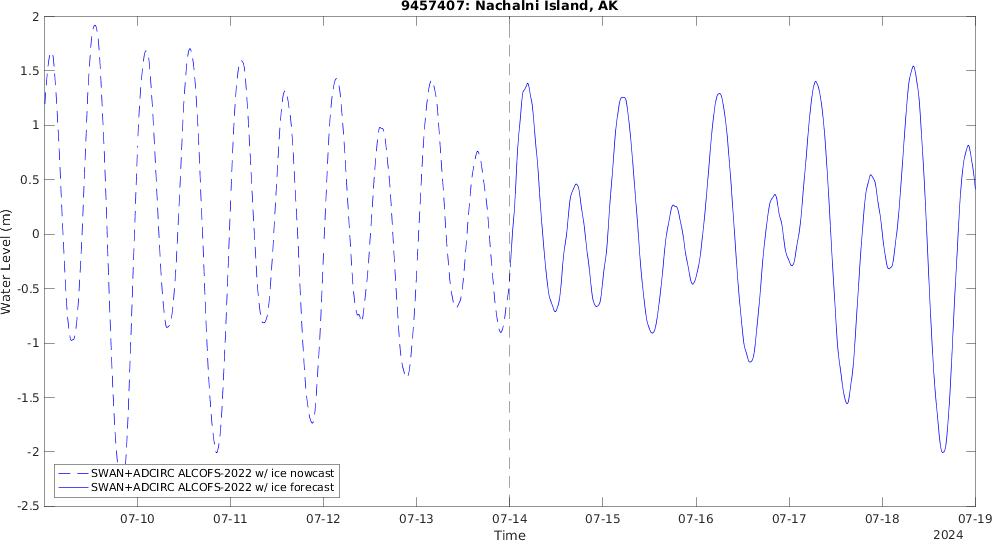 9457407: Nachalni Island, AK
2
1.5
1
0.5
0
-0.5
-1
-1.5
-2
-2.5
Water Level (m)
SWAN+ADCIRC ALCOFS-2022 w/ ice nowcast
SWAN+ADCIRC ALCOFS-2022 w/ ice forecast
07-10 07-11 07-12 07-13 07-14 07-15 07-16 07-17 07-18 07-19
Time
2024